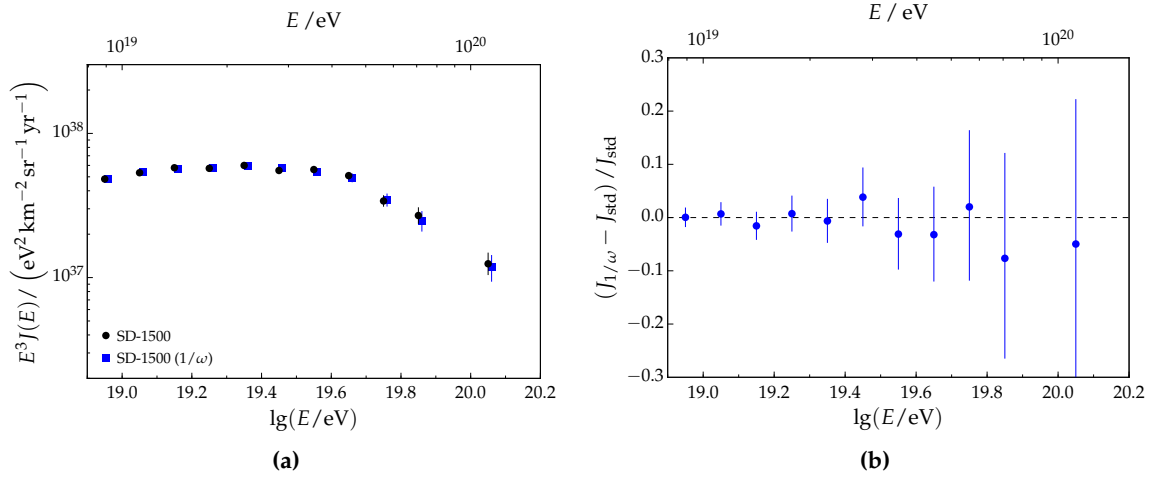 E / eV
10^19 10^20
E^3 J(E) / (eV^2 km^−2 sr^−1 yr^−1)
10^38
10^37
SD-1500
SD-1500 (1/ω)
19.0 19.2 19.4 19.6 19.8 20.0 20.2
lg(E/eV)
(a)
E / eV
10^19 10^20
(J_1/ω − J_std) / J_std
0.3
0.2
0.1
0.0
−0.1
−0.2
−0.3
19.0 19.2 19.4 19.6 19.8 20.0 20.2
lg(E/eV)
(b)